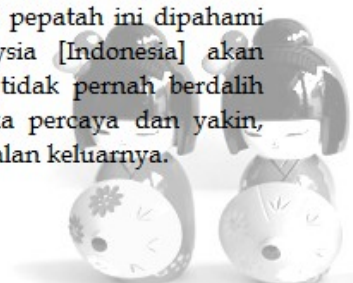 pepatah ini dipahami
ysia [Indonesia] akan
tidak pernah berdalih
a percaya dan yakin,
alan keluarnya.